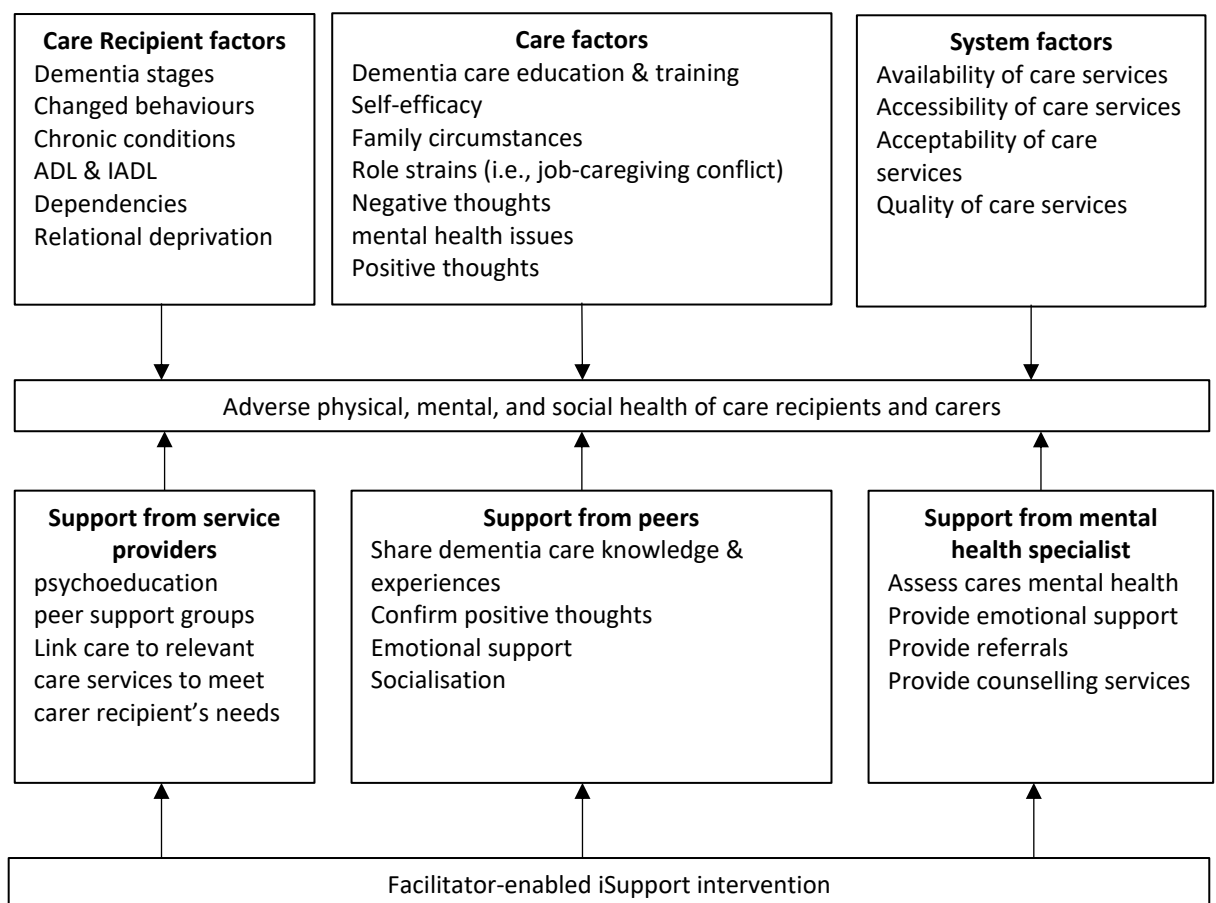 Care Recipient factors
Dementia stages
Changed behaviours
Chronic conditions
ADL & IADL
Dependencies
Relational deprivation
Care factors
Dementia care education & training
Self-efficacy
Family circumstances
Role strains (i.e., job-caregiving conflict)
Negative thoughts
mental health issues
Positive thoughts
System factors
Availability of care services
Accessibility of care services
Acceptability of care
services
Quality of care services
Adverse physical, mental, and social health of care recipients and carers
Support from service
providers
psychoeducation
peer support groups
Link care to relevant
care services to meet
carer recipient’s needs
Support from peers
Share dementia care knowledge &
experiences
Confirm positive thoughts
Emotional support
Socialisation
Support from mental
health specialist
Assess cares mental health
Provide emotional support
Provide referrals
Provide counselling services
Facilitator-enabled iSupport intervention